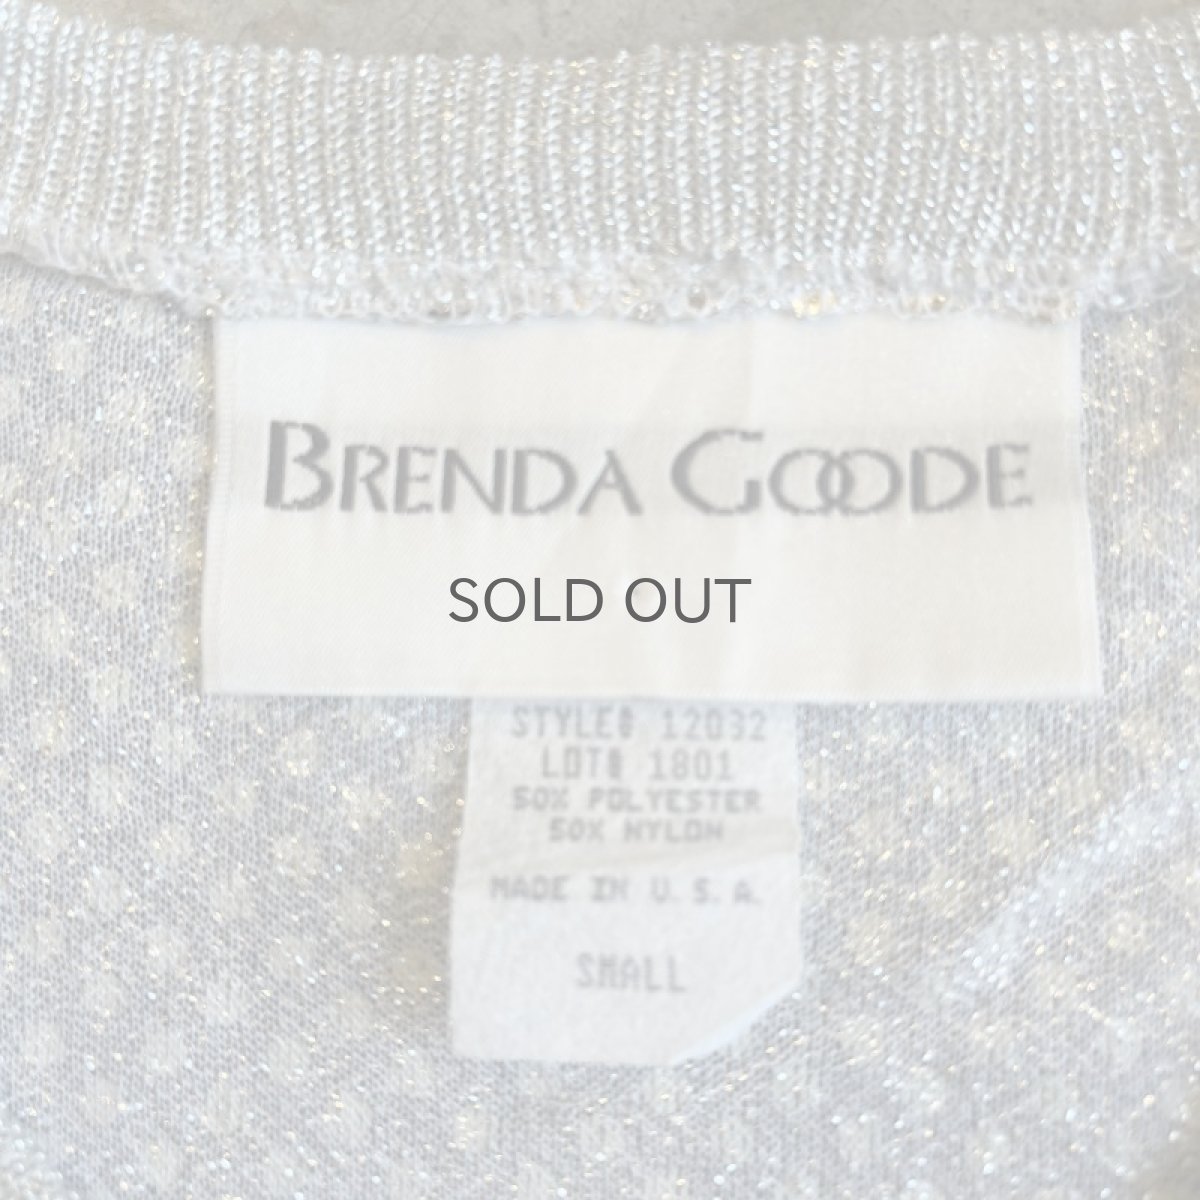 BRENDA GOODE
SOLD OUT
STYLE# 12032
LOT# 1801
50% POLYESTER
50% NYLON
MADE IN U.S.A.
SMALL